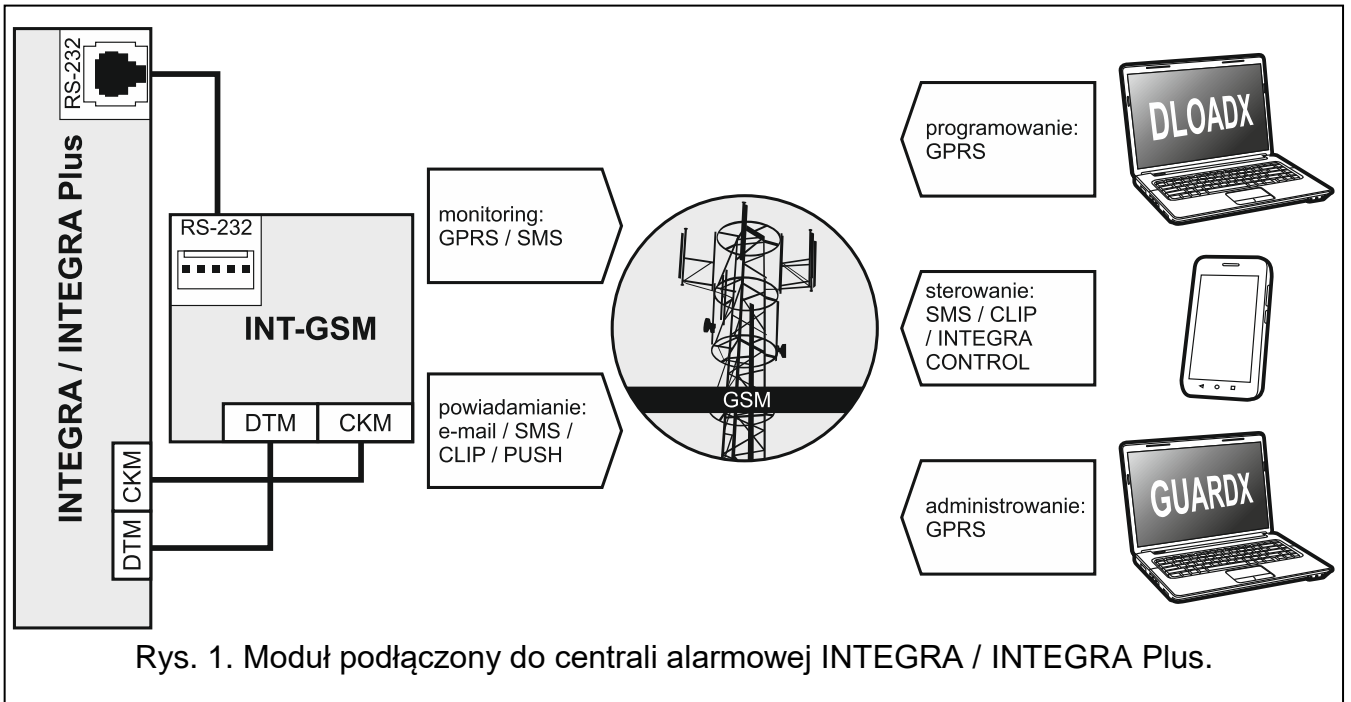 RS-232
INTEGRA / INTEGRA Plus
CKM
DTM
RS-232
INT-GSM
DTM
CKM
monitoring:
GPRS / SMS
powiadamianie:
e-mail / SMS /
CLIP / PUSH
GSM
programowanie:
GPRS
DLOADX
sterowanie:
SMS / CLIP
/ INTEGRA
CONTROL
administrowanie:
GPRS
GUARDX
Rys. 1. Moduł podłączony do centrali alarmowej INTEGRA / INTEGRA Plus.